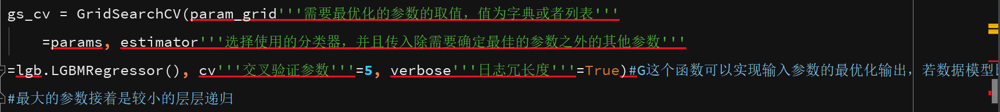 gs_cv = GridSearchCV(param_grid'''需要最优化的参数的取值，值为字典或者列表'''
=params, estimator'''选择使用的分类器，并且传入除需要确定最佳的参数之外的其他参数'''
=lgb.LGBMRegressor(), cv'''交叉验证参数'''=5, verbose'''日志冗长度'''=True)#G这个函数可以实现输入参数的最优化输出，若数据模型
#最大的参数接着是较小的层层递归